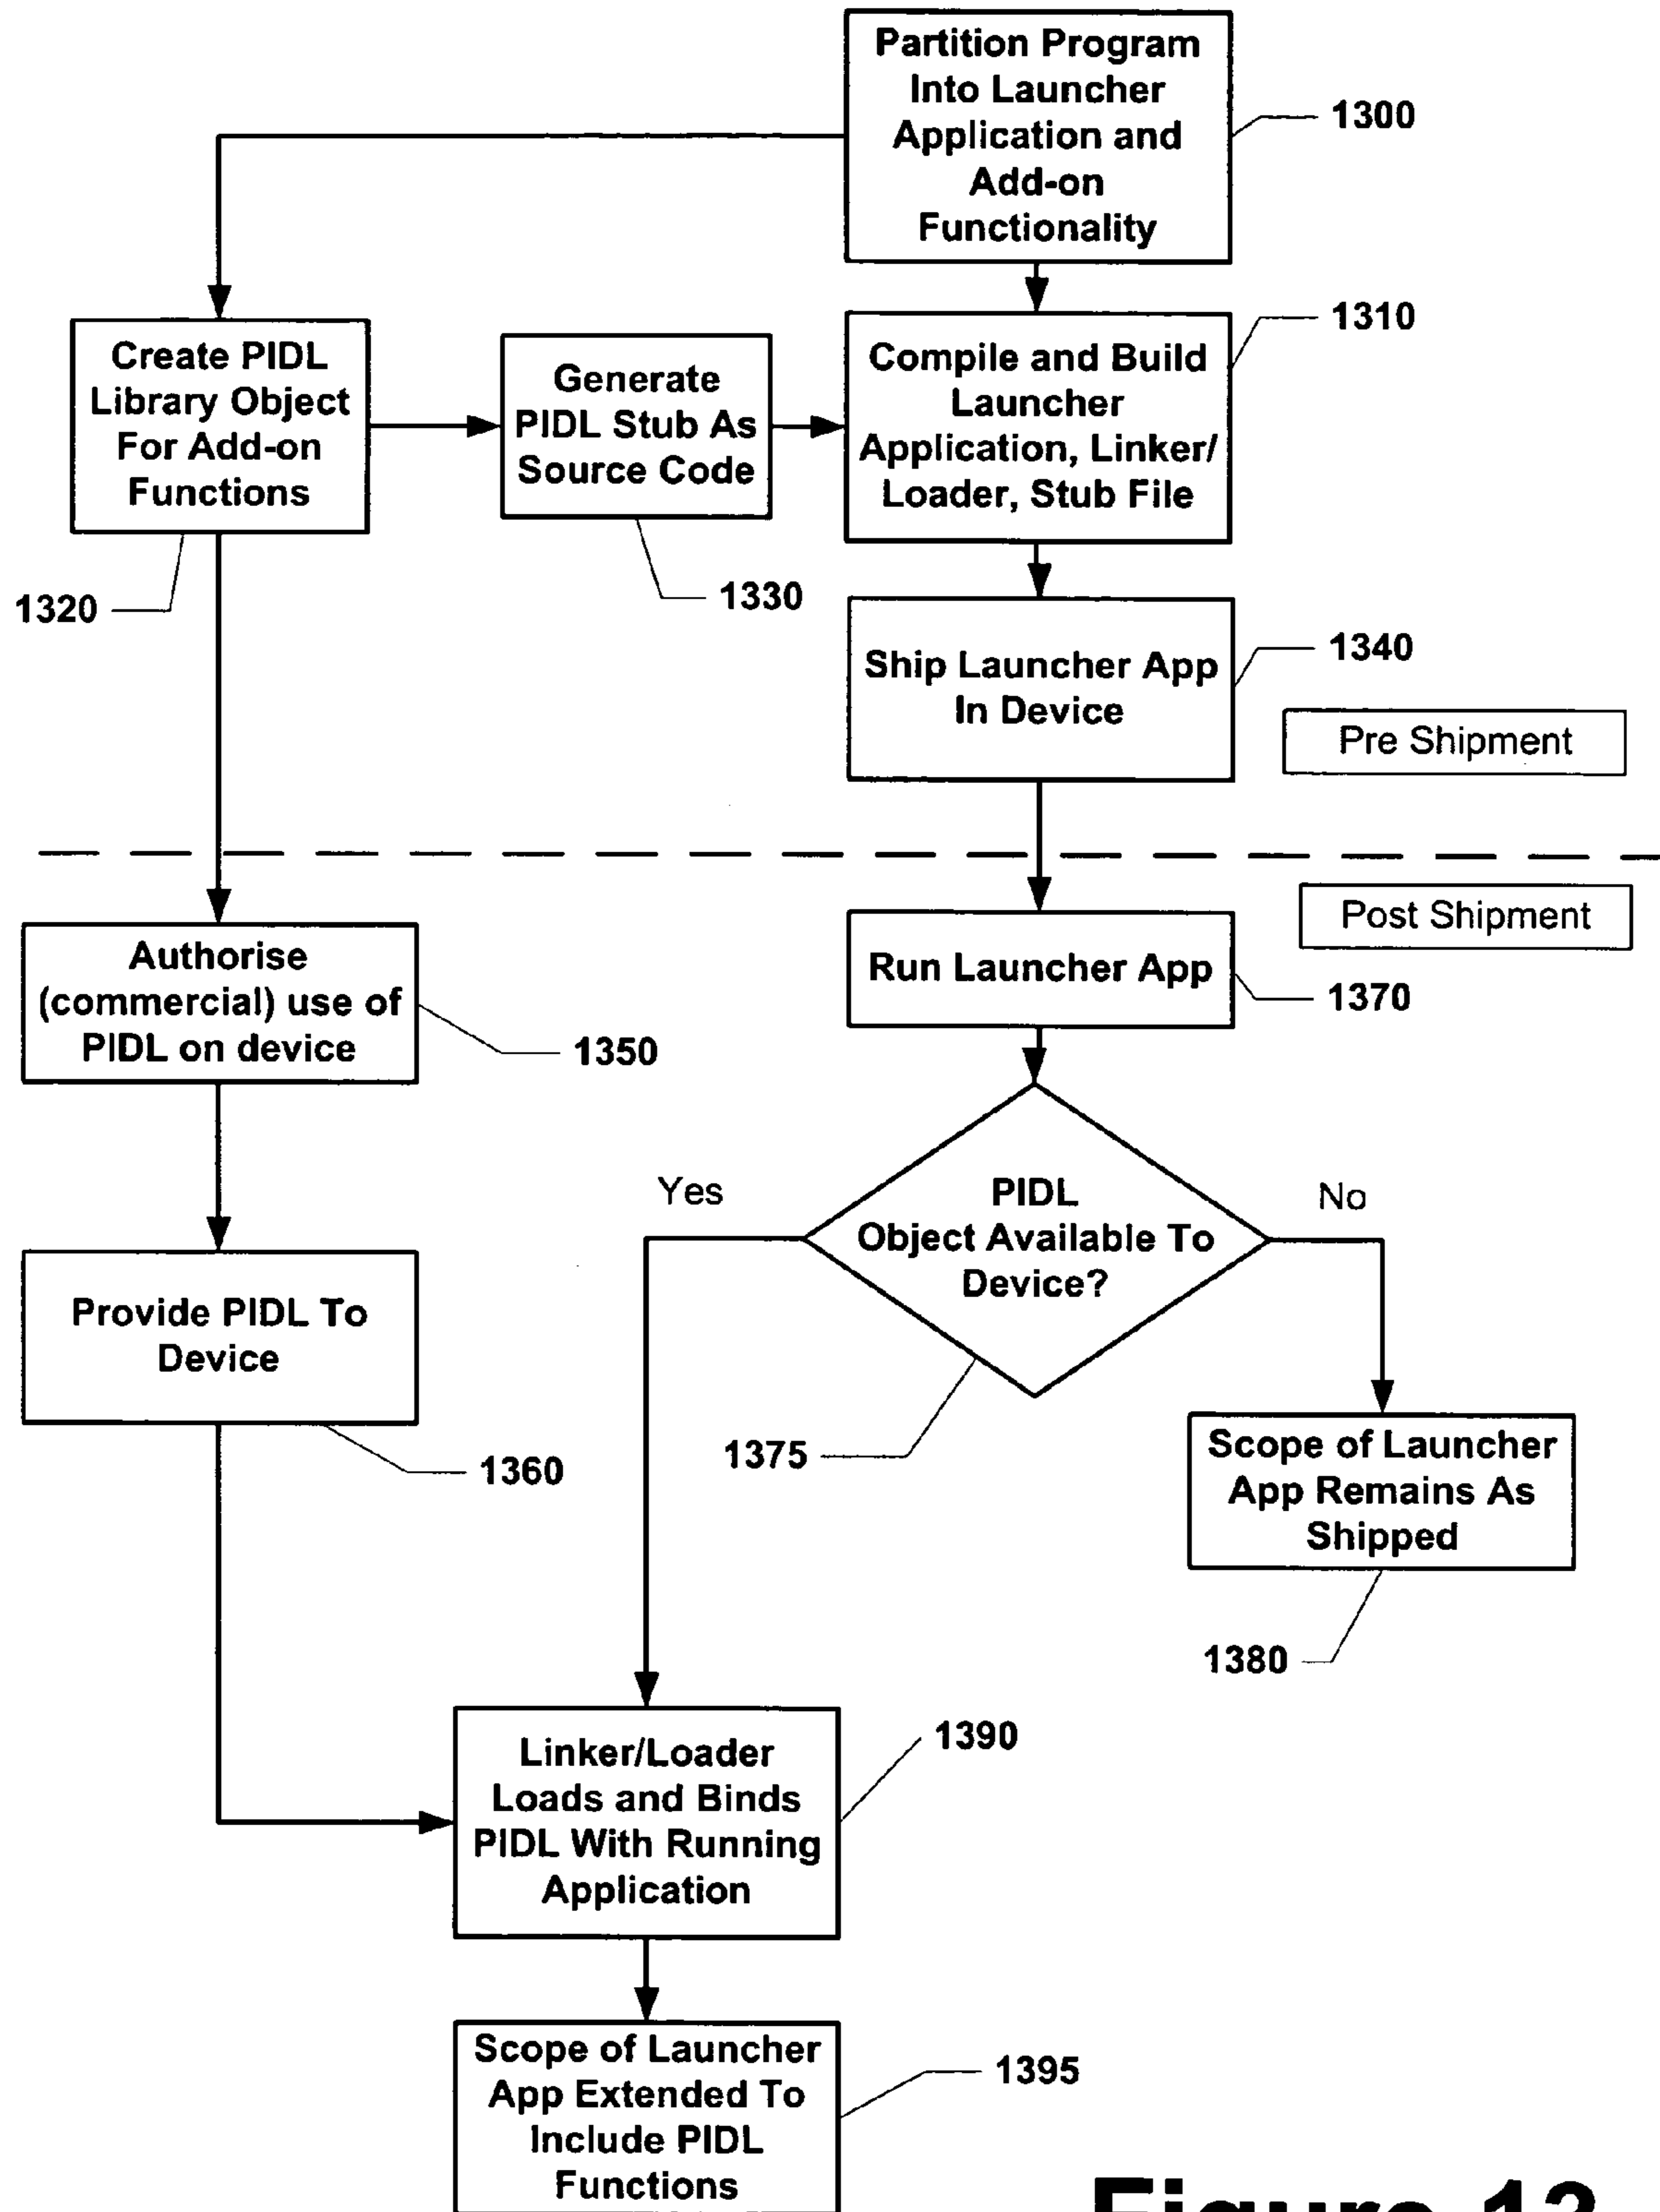 Partition Program
Into Launcher
Application and
Add-on
Functionality
1300
Create PIDL
Library Object
For Add-on
Functions
1320
Generate
PIDL Stub As
Source Code
1330
Compile and Build
Launcher
Application, Linker/
Loader, Stub File
1310
Ship Launcher App
In Device
1340
Pre Shipment
Post Shipment
Authorise
(commercial) use of
PIDL on device
1350
Run Launcher App
1370
Provide PIDL To
Device
1360
Yes
PIDL
Object Available To
Device?
No
1375
Scope of Launcher
App Remains As
Shipped
1380
Linker/Loader
Loads and Binds
PIDL With Running
Application
1390
Scope of Launcher
App Extended To
Include PIDL
Functions
1395
Figure 13